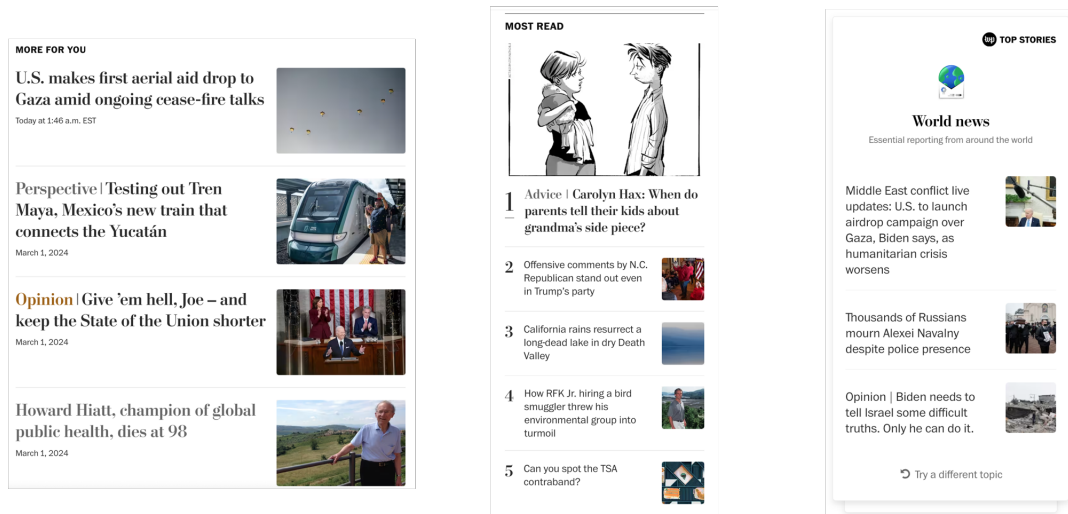 MORE FOR YOU
U.S. makes first aerial aid drop to
Gaza amid ongoing cease-fire talks
Today at 1:46 a.m. EST
Perspective | Testing out Tren
Maya, Mexico's new train that
connects the Yucatán
March 1, 2024
Opinion | Give 'em hell, Joe – and
keep the State of the Union shorter
March 1, 2024
Howard Hiatt, champion of global
public health, dies at 98
March 1, 2024
MOST READ
1
Advice | Carolyn Hax: When do
parents tell their kids about
grandma's side piece?
2
Offensive comments by N.C.
Republican stand out even
in Trump's party
3
California rains resurrect a
long-dead lake in dry Death
Valley
4
How RFK Jr. hiring a bird
smuggler threw his
environmental group into
turmoil
5
Can you spot the TSA
contraband?
wp TOP STORIES
World news
Essential reporting from around the world
Middle East conflict live
updates: U.S. to launch
airdrop campaign over
Gaza, Biden says, as
humanitarian crisis
worsens
Thousands of Russians
mourn Alexei Navalny
despite police presence
Opinion | Biden needs to
tell Israel some difficult
truths. Only he can do it.
Try a different topic